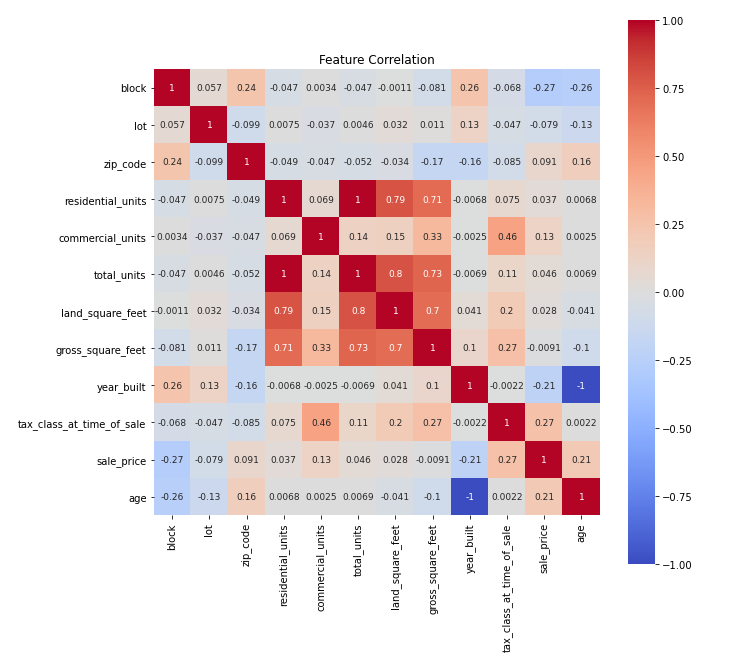 Feature Correlation
1.00
block 1 0.057 0.24 -0.047 0.0034 -0.047 -0.0011 -0.081 0.26 -0.068 -0.27 -0.26
lot 0.057 1 -0.099 0.0075 -0.037 0.0046 0.032 0.011 0.13 -0.047 -0.079 -0.13
0.75
zip_code 0.24 -0.099 1 -0.049 -0.047 -0.052 -0.034 -0.17 -0.16 -0.085 0.091 0.16
residential_units -0.047 0.0075 -0.049 1 0.069 1 0.79 0.71 -0.0068 0.075 0.037 0.0068
0.50
commercial_units 0.0034 -0.037 -0.047 0.069 1 0.14 0.15 0.33 -0.0025 0.46 0.13 0.0025
0.25
total_units -0.047 0.0046 -0.052 1 0.14 1 0.8 0.73 -0.0069 0.11 0.046 0.0069
0.00
land_square_feet -0.0011 0.032 -0.034 0.79 0.15 0.8 1 0.7 0.041 0.2 0.028 -0.041
gross_square_feet -0.081 0.011 -0.17 0.71 0.33 0.73 0.7 1 0.1 0.27 -0.0091 -0.1
−0.25
year_built 0.26 0.13 -0.16 -0.0068 -0.0025 -0.0069 0.041 0.1 1 -0.0022 -0.21 -1
tax_class_at_time_of_sale -0.068 -0.047 -0.085 0.075 0.46 0.11 0.2 0.27 -0.0022 1 0.27 0.0022
−0.50
sale_price -0.27 -0.079 0.091 0.037 0.13 0.046 0.028 -0.0091 -0.21 0.27 1 0.21
age -0.26 -0.13 0.16 0.0068 0.0025 0.0069 -0.041 -0.1 -1 0.0022 0.21 1
−0.75
−1.00
block
lot
zip_code
residential_units
commercial_units
total_units
land_square_feet
gross_square_feet
year_built
tax_class_at_time_of_sale
sale_price
age